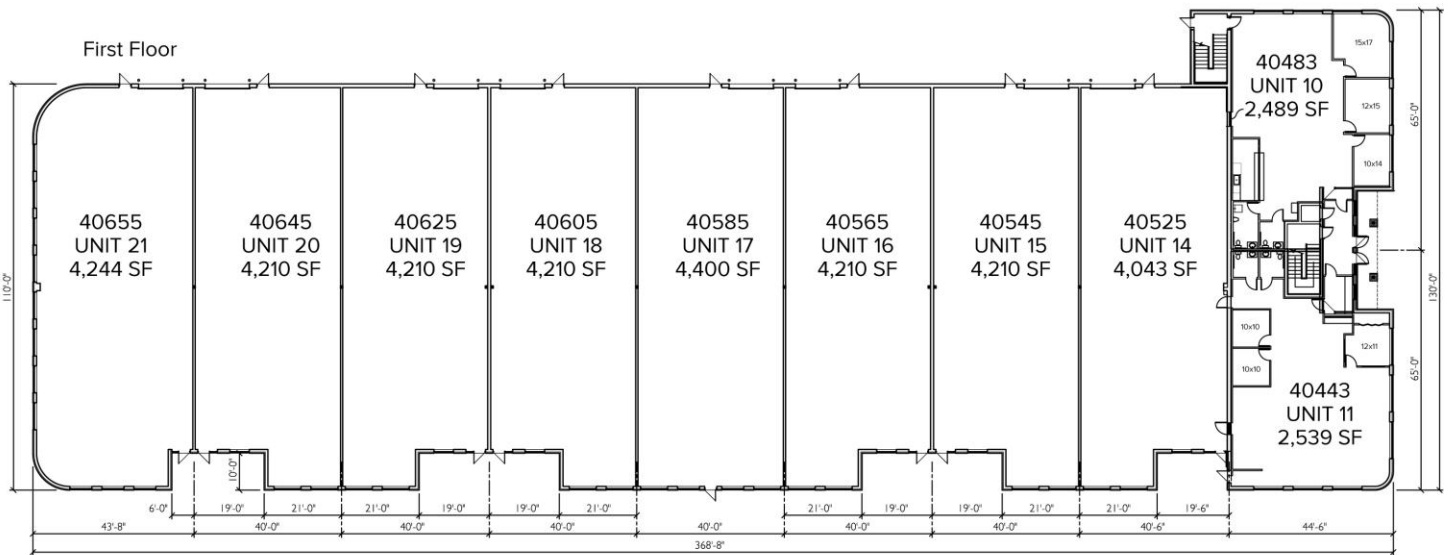 First Floor
15x17
40483
UNIT 10
2,489 SF
12x15
10x14
65'-0"
110'-0"
40655
UNIT 21
4,244 SF
40645
UNIT 20
4,210 SF
40625
UNIT 19
4,210 SF
40605
UNIT 18
4,210 SF
40585
UNIT 17
4,400 SF
40565
UNIT 16
4,210 SF
40545
UNIT 15
4,210 SF
40525
UNIT 14
4,043 SF
130'-0"
10x10
12x11
10x10
65'-0"
40443
UNIT 11
2,539 SF
10'-0"
6'-0" 19'-0" 21'-0" 21'-0" 19'-0" 19'-0" 21'-0" 21'-0" 19'-0" 19'-0" 21'-0" 21'-0" 19'-6"
43'-8" 40'-0" 40'-0" 40'-0" 40'-0" 40'-0" 40'-0" 40'-6" 44'-6"
368'-8"